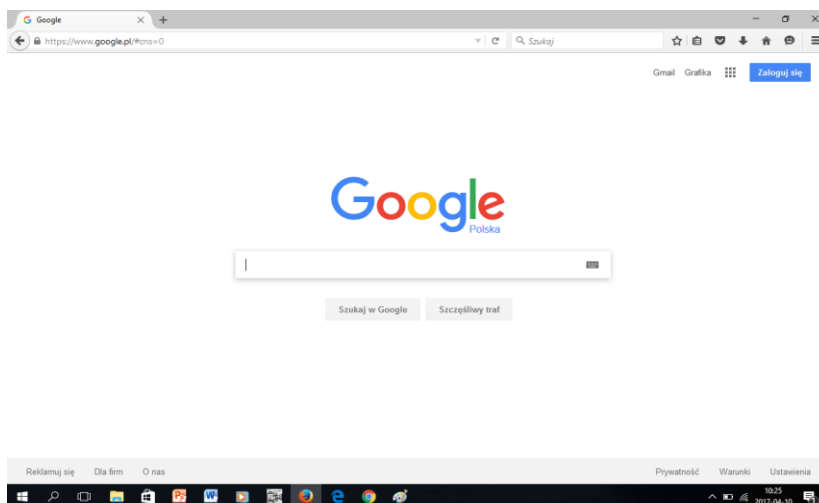 Google
https://www.google.pl/#cns=0
Szukaj
Gmail Grafika Zaloguj się
Google
Polska
Szukaj w Google Szczęśliwy traf
Reklamuj się Dla firm O nas Prywatność Warunki Ustawienia
10:25
2017-04-10